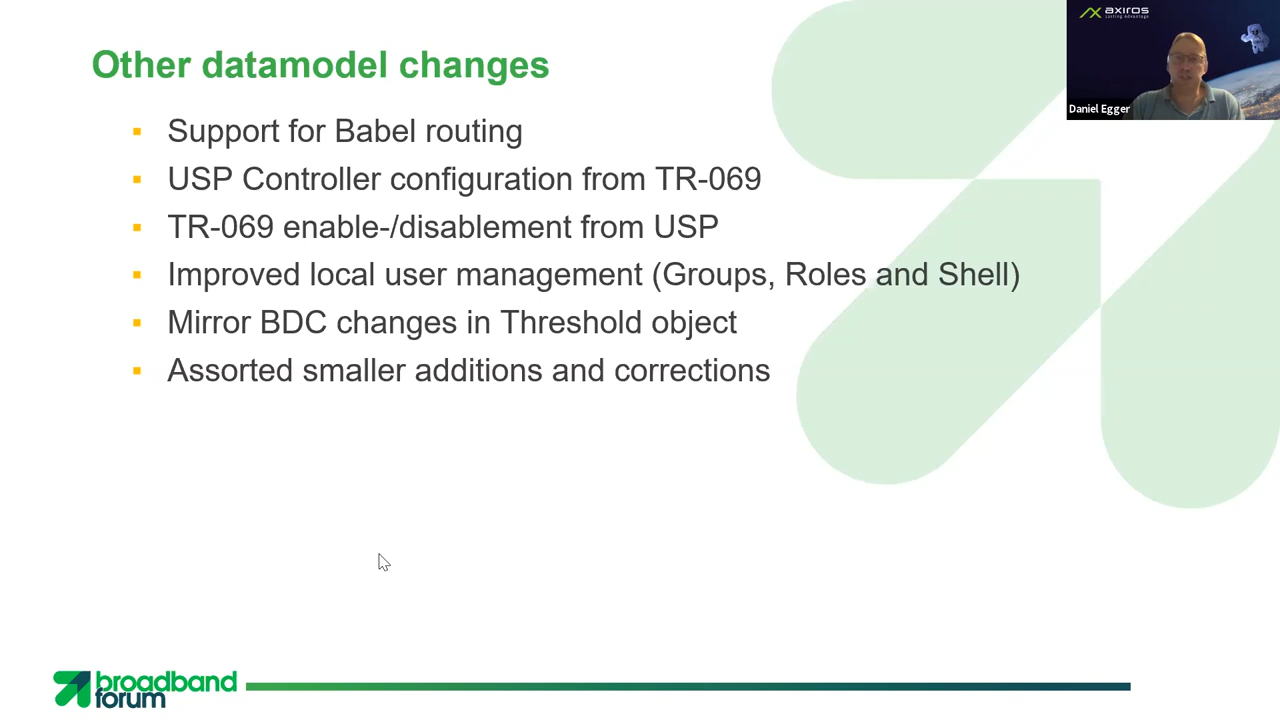 Other datamodel changes
Support for Babel routing
USP Controller configuration from TR-069
TR-069 enable-/disablement from USP
Improved local user management (Groups, Roles and Shell)
Mirror BDC changes in Threshold object
Assorted smaller additions and corrections
axiros
Lasting Advantage
Daniel Egger
broadband
forum